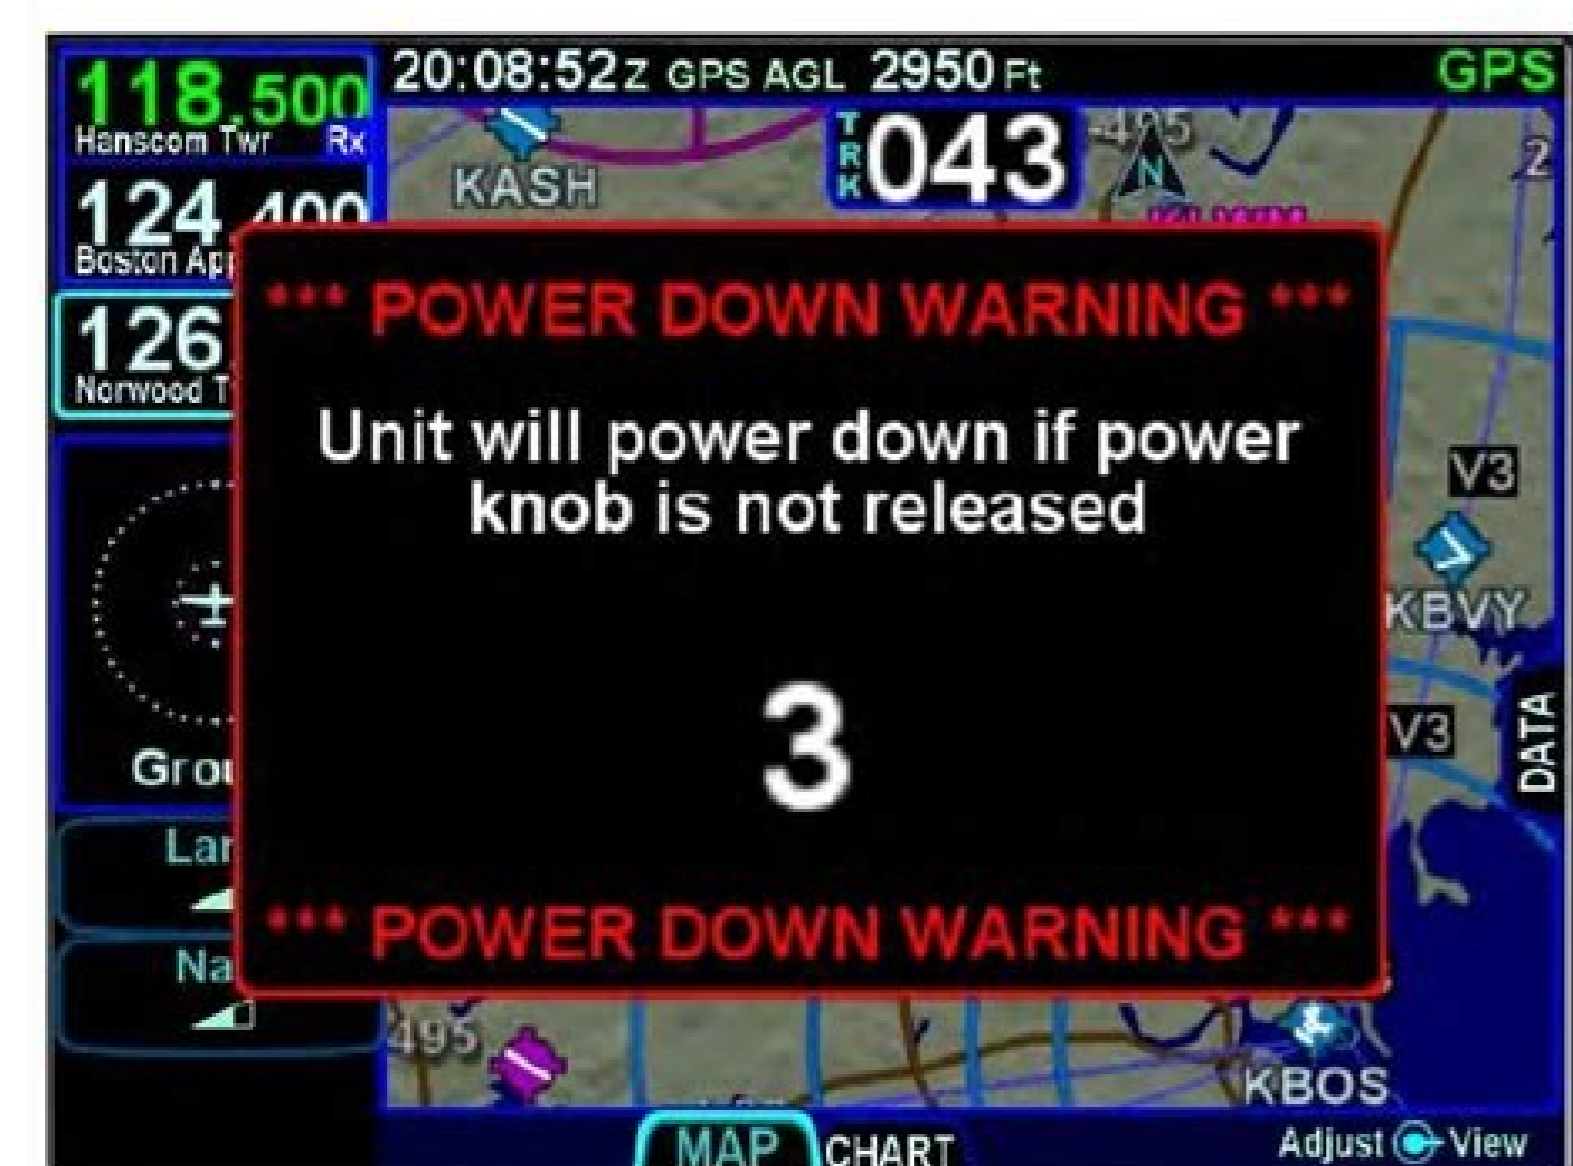 118.500
Hanscom Twr Rx
20:08:52Z GPS AGL 2950 Ft
GPS
TRK 043
N
KASH
124.400
Boston
126.
Norwood
*** POWER DOWN WARNING ***
Unit will power down if power
knob is not released
3
*** POWER DOWN WARNING ***
V3
KBVY
V3
DATA
495
KBOS
MAP
CHART
Adjust View